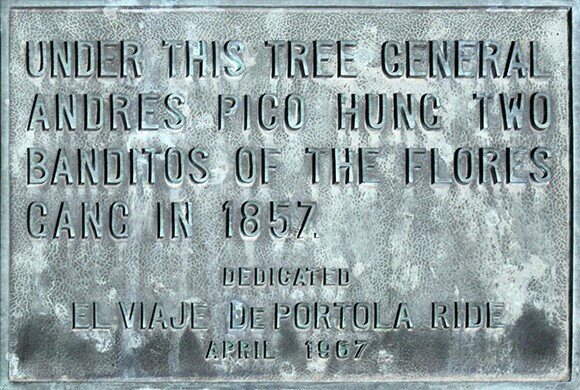 UNDER THIS TREE GENERAL
ANDRES PICO HUNG TWO
BANDITOS OF THE FLORES
GANG IN 1857.
DEDICATED
EL VIAJE De PORTOLA RIDE
APRIL 1967